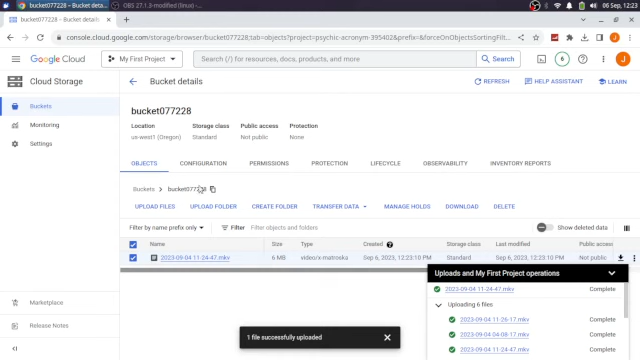 06 Sep, 12:23
bucket077228 – Bucket detai...
OBS 27.1.3-modified (linux)
bucket077228 – Bucket details
console.cloud.google.com/storage/browser/bucket077228;tab=objects?project=psychic-acronym-395402&prefix=&forceOnObjectsSortingFilt...
J
Google Cloud
My First Project
Search (/) for resources, docs, products, and more
Search
6
J
Cloud Storage
Bucket details
REFRESH
HELP ASSISTANT
LEARN
Buckets
Monitoring
Settings
bucket077228
Location
Storage class
Public access
Protection
us-west1 (Oregon)
Standard
Not public
None
OBJECTS
CONFIGURATION
PERMISSIONS
PROTECTION
LIFECYCLE
OBSERVABILITY
INVENTORY REPORTS
Buckets
bucket077228
UPLOAD FILES
UPLOAD FOLDER
CREATE FOLDER
TRANSFER DATA
MANAGE HOLDS
DOWNLOAD
DELETE
Filter by name prefix only
Filter
Filter objects and folders
Show deleted data
Name
Size
Type
Created
Storage class
Last modified
Public access
2023-09-04 11-24-47.mkv
6 MB
video/x-matroska
Sep 6, 2023, 12:23:10 PM
Standard
Sep 6, 2023, 12:23:10 PM
Not public
Uploads and My First Project operations
2023-09-04 11-24-47.mkv
Complete
Uploading 6 files
2023-09-04 11-26-17.mkv
Complete
2023-09-04 04-08-17.mkv
Complete
2023-09-04 11-24-47.mkv
Complete
Marketplace
Release Notes
1 file successfully uploaded